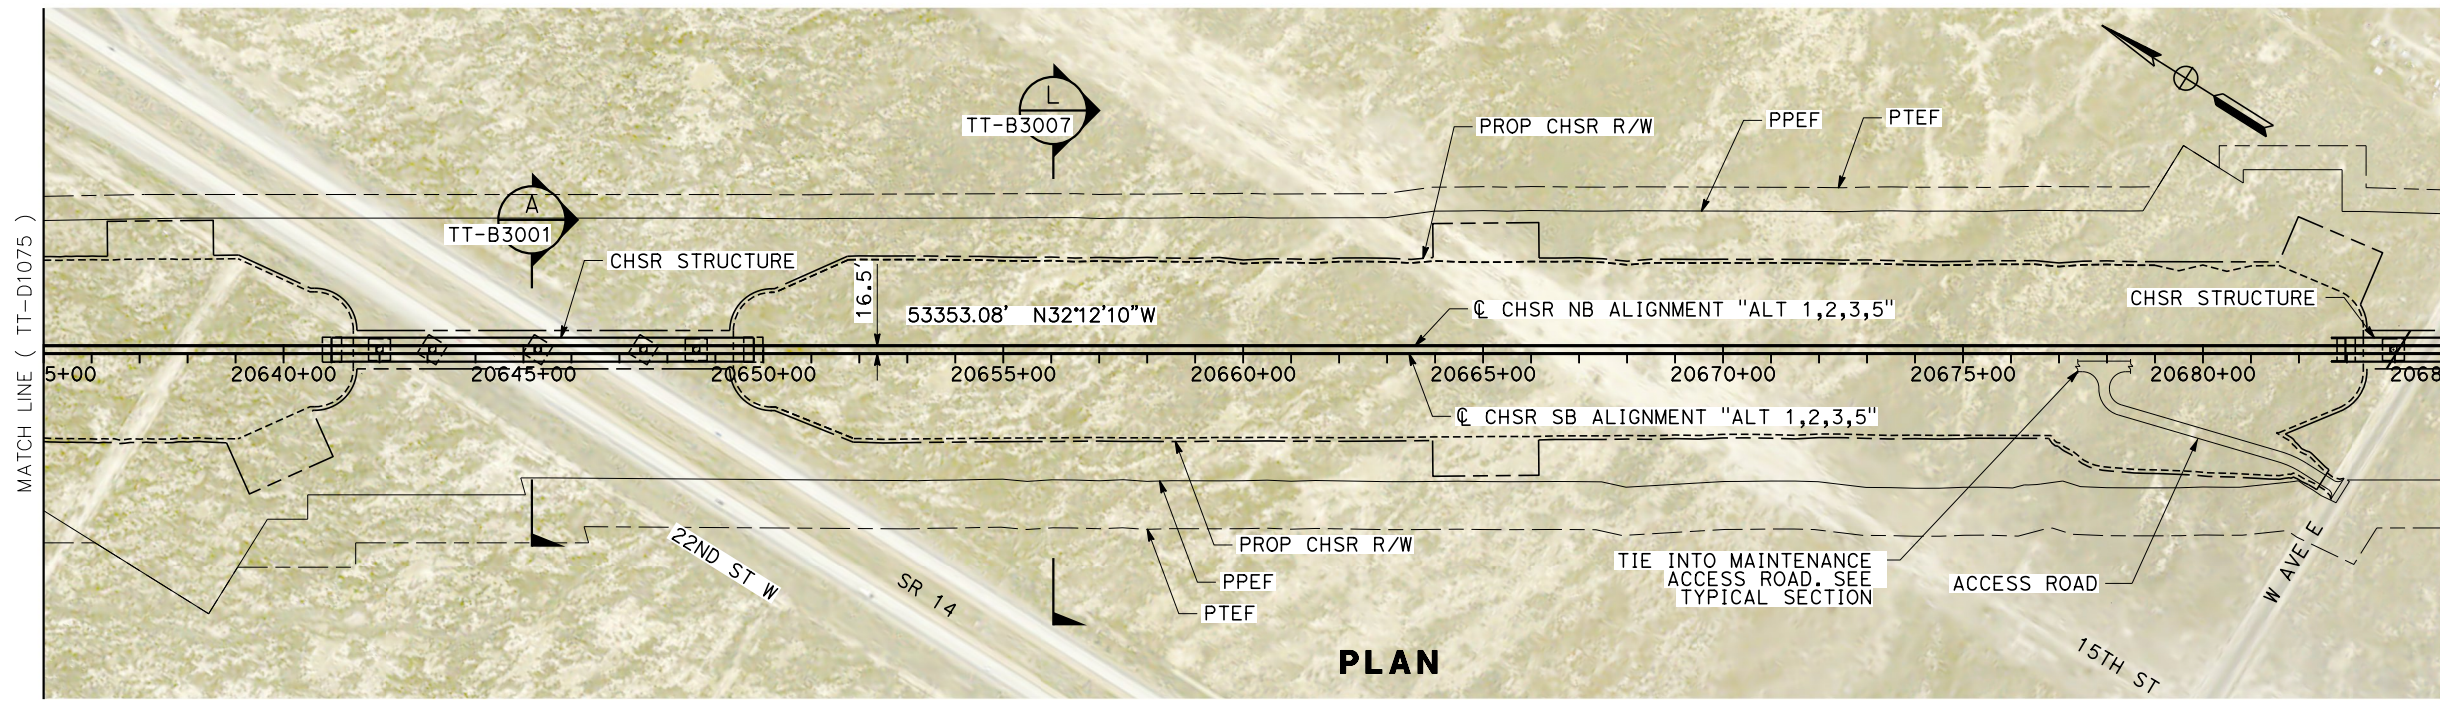 MATCH LINE ( TT-D1075 )
L
TT-B3007
A
TT-B3001
PROP CHSR R/W
PPEF
PTEF
CHSR STRUCTURE
16.5'
53353.08' N32°12'10"W
℄ CHSR NB ALIGNMENT "ALT 1,2,3,5"
CHSR STRUCTURE
5+00
20640+00
20645+00
20650+00
20655+00
20660+00
20665+00
20670+00
20675+00
20680+00
2068
℄ CHSR SB ALIGNMENT "ALT 1,2,3,5"
22ND ST W
SR 14
PROP CHSR R/W
PPEF
PTEF
TIE INTO MAINTENANCE
ACCESS ROAD. SEE
TYPICAL SECTION
ACCESS ROAD
W AVE E
15TH ST
PLAN